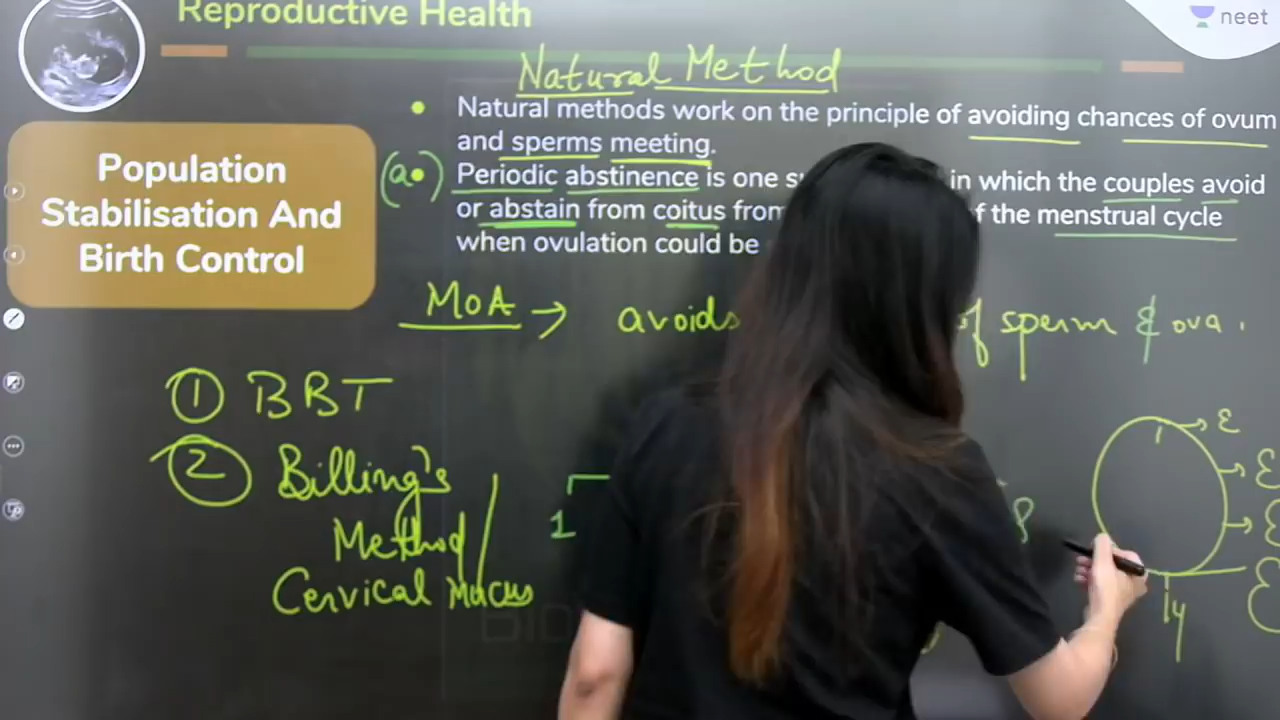 Reproductive Health
neet
Natural Method
Natural methods work on the principle of avoiding chances of ovum
and sperms meeting.
Population
Stabilisation And
Birth Control
(a) Periodic abstinence is one in which the couples avoid
or abstain from coitus from of the menstrual cycle
when ovulation could be
MOA → avoids of sperm & ova.
① BBT
② Billing's
Method /
Cervical Mucus
1
8
1
ε
ε
ε
ε
14